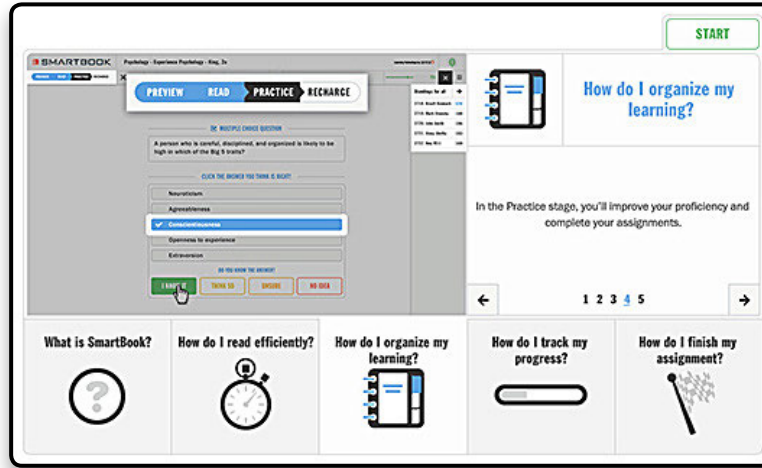 START
SMARTBOOK
Psychology - Experience Psychology - King, 2e
PREVIEW READ PRACTICE RECHARGE
PREVIEW READ PRACTICE RECHARGE
MULTIPLE CHOICE QUESTION
A person who is careful, disciplined, and organized is likely to be
high in which of the Big 5 traits?
CLICK THE ANSWER YOU THINK IS RIGHT!
Neuroticism
Agreeableness
Conscientiousness
Openness to experience
Extraversion
DO YOU KNOW THE ANSWER?
I KNOW IT THINK SO UNSURE NO IDEA
How do I organize my
learning?
In the Practice stage, you'll improve your proficiency and
complete your assignments.
1 2 3 4 5
What is SmartBook?
How do I read efficiently?
How do I organize my
learning?
How do I track my
progress?
How do I finish my
assignment?